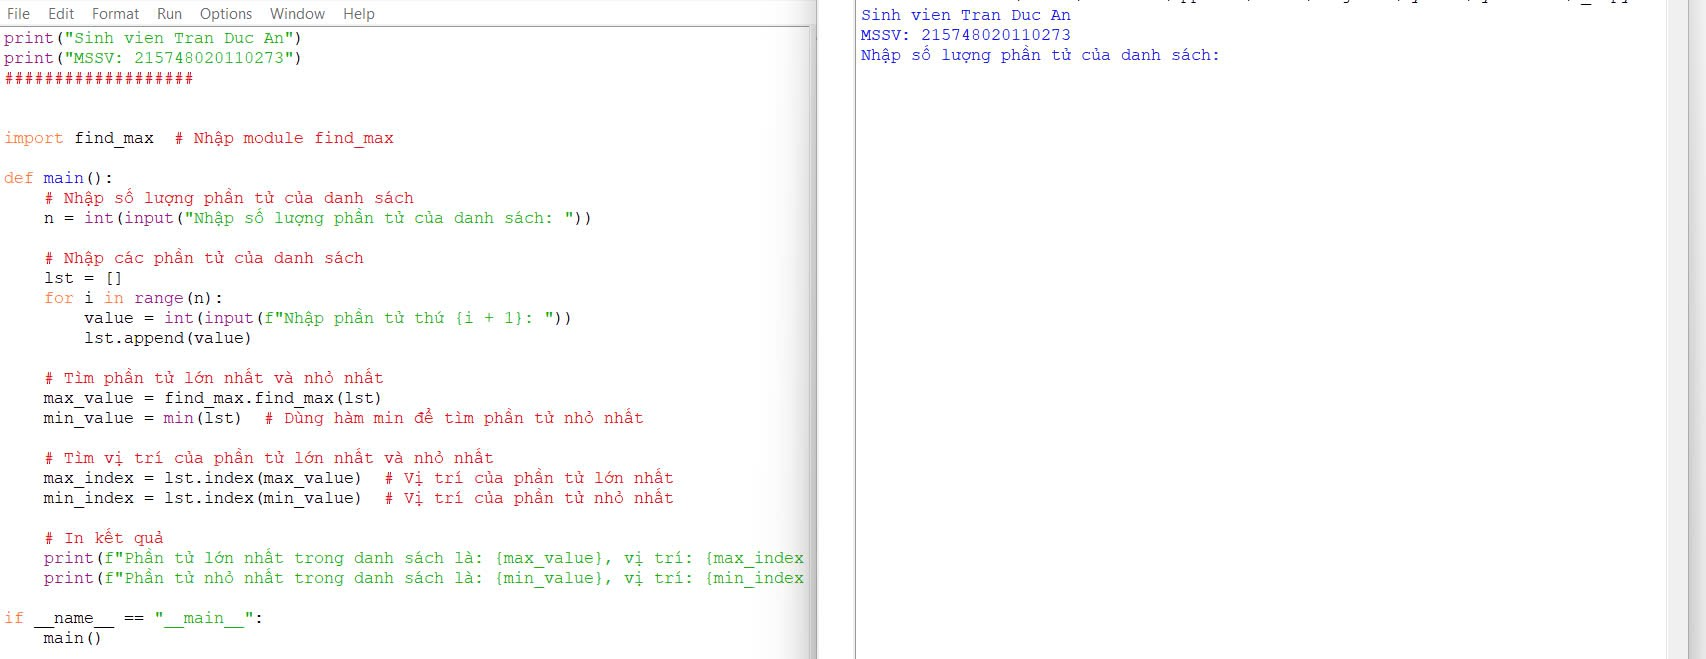 File Edit Format Run Options Window Help
print("Sinh vien Tran Duc An")
print("MSSV: 215748020110273")
###################
import find_max  # Nhập module find_max
def main():
    # Nhập số lượng phần tử của danh sách
    n = int(input("Nhập số lượng phần tử của danh sách: "))
    # Nhập các phần tử của danh sách
    lst = []
    for i in range(n):
        value = int(input(f"Nhập phần tử thứ {i + 1}: "))
        lst.append(value)
    # Tìm phần tử lớn nhất và nhỏ nhất
    max_value = find_max.find_max(lst)
    min_value = min(lst)  # Dùng hàm min để tìm phần tử nhỏ nhất
    # Tìm vị trí của phần tử lớn nhất và nhỏ nhất
    max_index = lst.index(max_value)  # Vị trí của phần tử lớn nhất
    min_index = lst.index(min_value)  # Vị trí của phần tử nhỏ nhất
    # In kết quả
    print(f"Phần tử lớn nhất trong danh sách là: {max_value}, vị trí: {max_index
    print(f"Phần tử nhỏ nhất trong danh sách là: {min_value}, vị trí: {min_index
if __name__ == "__main__":
    main()
Sinh vien Tran Duc An
MSSV: 215748020110273
Nhập số lượng phần tử của danh sách: